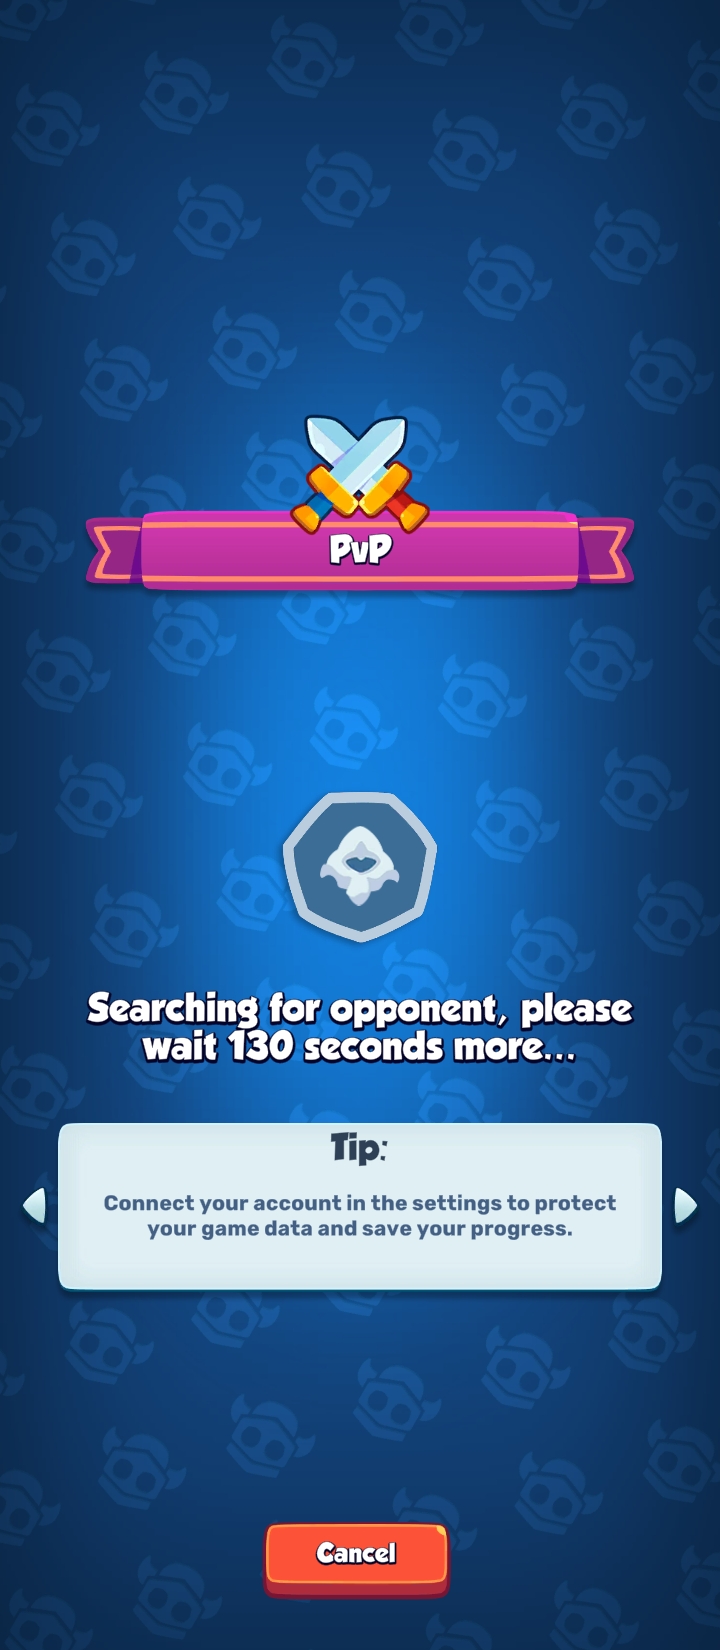 PvP
Searching for opponent, please
wait 130 seconds more...
Tip:
Connect your account in the settings to protect
your game data and save your progress.
Cancel